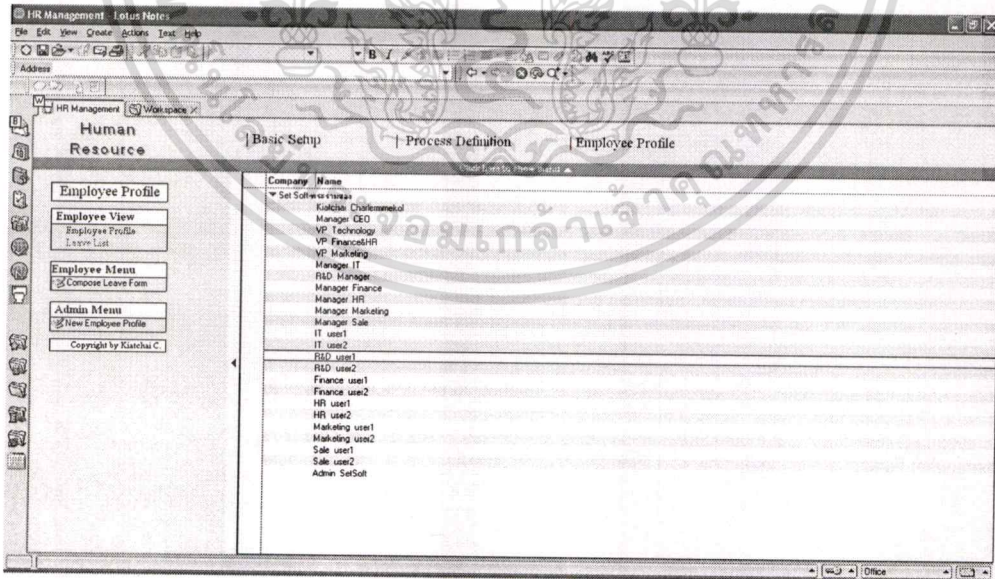 HR Management - Lotus Notes
File Edit View Create Actions Text Help
Address
HR Management Workspace
Human
Resource
| Basic Setup | Process Definition | Employee Profile
Company Name
Employee Profile
Employee View
Employee Profile
Leave List
Employee Menu
Compose Leave Form
Admin Menu
New Employee Profile
Copyright by Kiatchai C.
Set Soft
Kiatchai
Manager CEO
VP Technology
VP Finance&HR
VP Marketing
Manager IT
R&D Manager
Manager Finance
Manager HR
Manager Marketing
Manager Sale
IT user1
IT user2
R&D user1
R&D user2
Finance user1
Finance user2
HR user1
HR user2
Marketing user1
Marketing user2
Sale user1
Sale user2
Admin SetSoft
Office